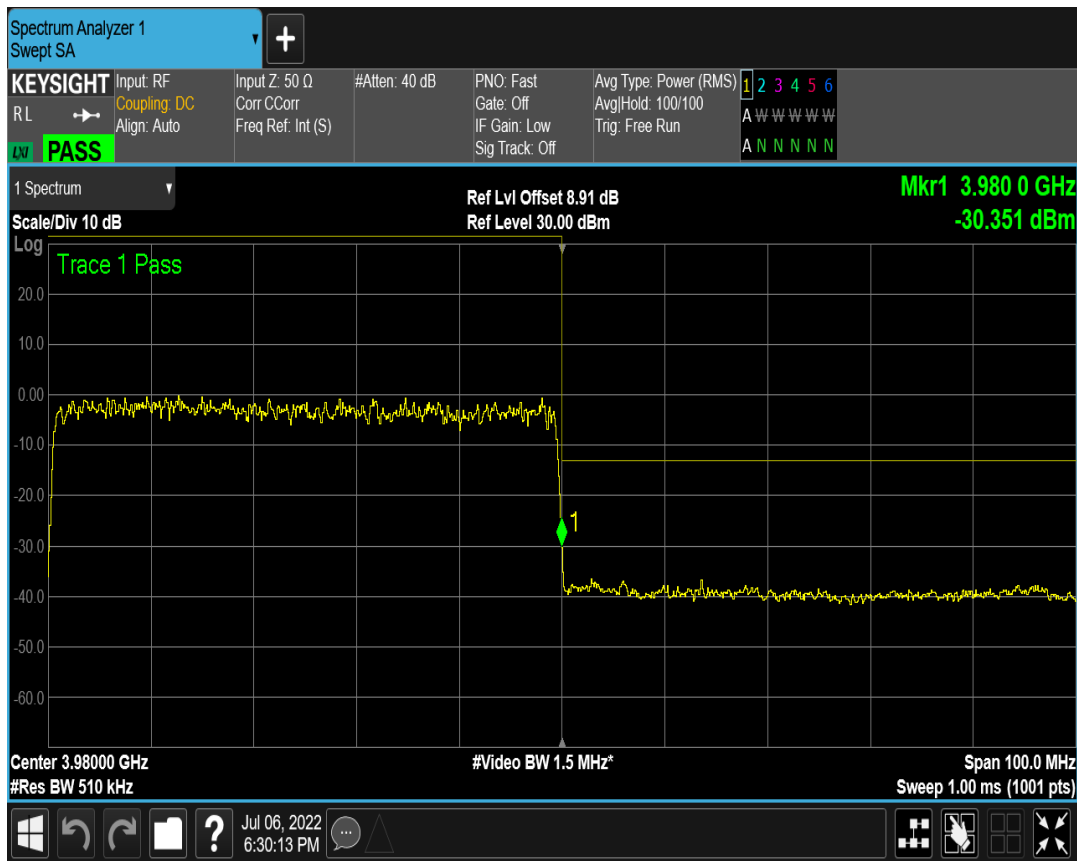 Spectrum Analyzer 1
Swept SA
+
KEYSIGHT
RL
LXI PASS
Input: RF
Coupling: DC
Align: Auto
Input Z: 50 Ω
Corr CCorr
Freq Ref: Int (S)
#Atten: 40 dB
PNO: Fast
Gate: Off
IF Gain: Low
Sig Track: Off
Avg Type: Power (RMS)
Avg|Hold: 100/100
Trig: Free Run
1 2 3 4 5 6
A W W W W W
A N N N N N
1 Spectrum
Scale/Div 10 dB
Ref Lvl Offset 8.91 dB
Ref Level 30.00 dBm
Mkr1 3.980 0 GHz
-30.351 dBm
Log
Trace 1 Pass
20.0
10.0
0.00
-10.0
-20.0
1
-30.0
-40.0
-50.0
-60.0
Center 3.98000 GHz
#Res BW 510 kHz
#Video BW 1.5 MHz*
Span 100.0 MHz
Sweep 1.00 ms (1001 pts)
?
Jul 06, 2022
6:30:13 PM